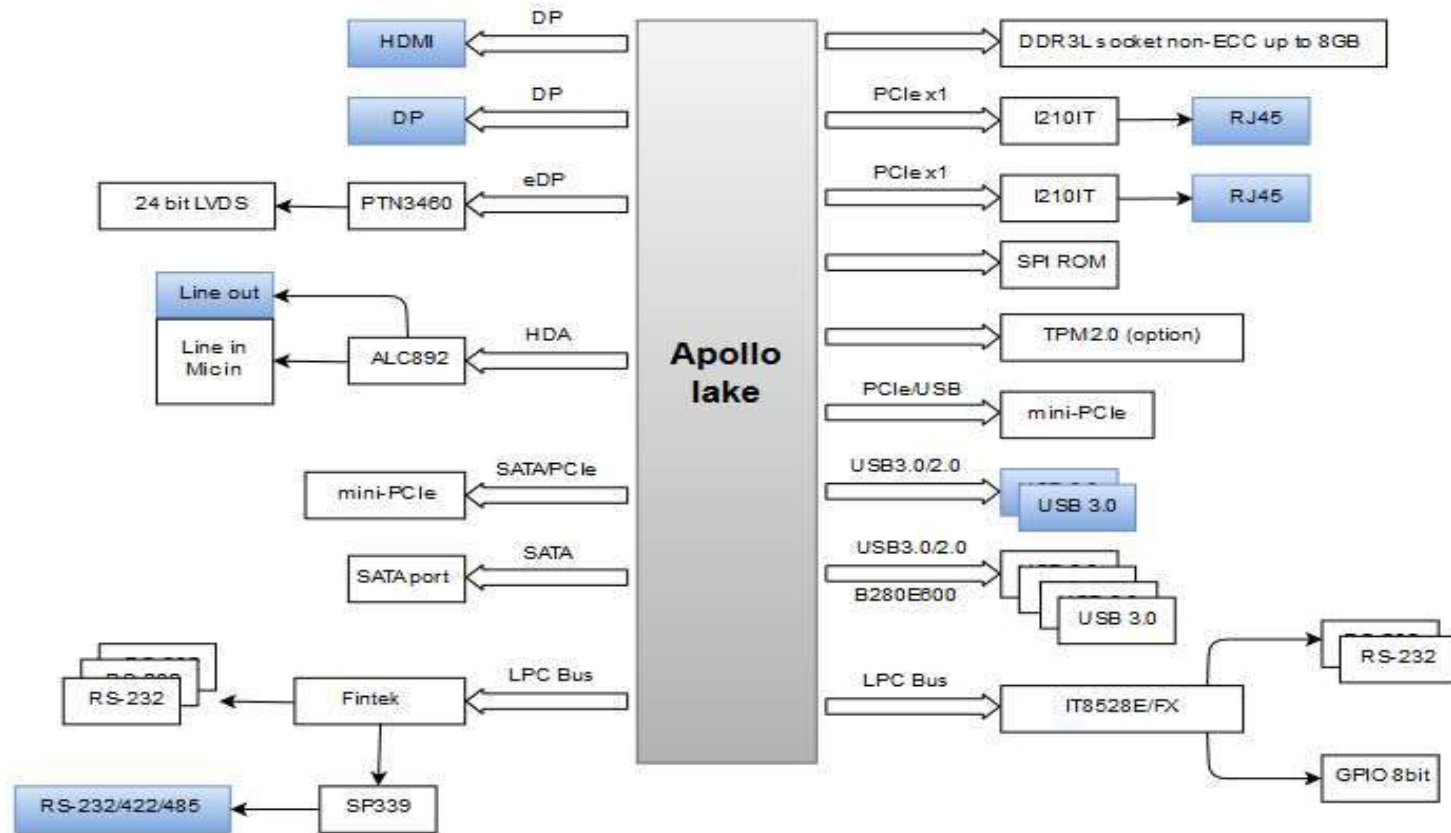 DP
HDMI
DP
DP
eDP
24 bit LVDS
PTN3460
Line out
Line in
Mic in
ALC892
HDA
SATA/PCIe
mini-PCIe
SATA
SATA port
LPC Bus
RS-232
Fintek
RS-232/422/485
SP339
Apollo
lake
DDR3L socket non-ECC up to 8GB
PCIe x1
I210IT
RJ45
PCIe x1
I210IT
RJ45
SPI ROM
TPM2.0 (option)
PCIe/USB
mini-PCIe
USB3.0/2.0
USB 3.0
USB3.0/2.0
B280E600
USB 3.0
LPC Bus
IT8528E/FX
RS-232
GPIO 8bit